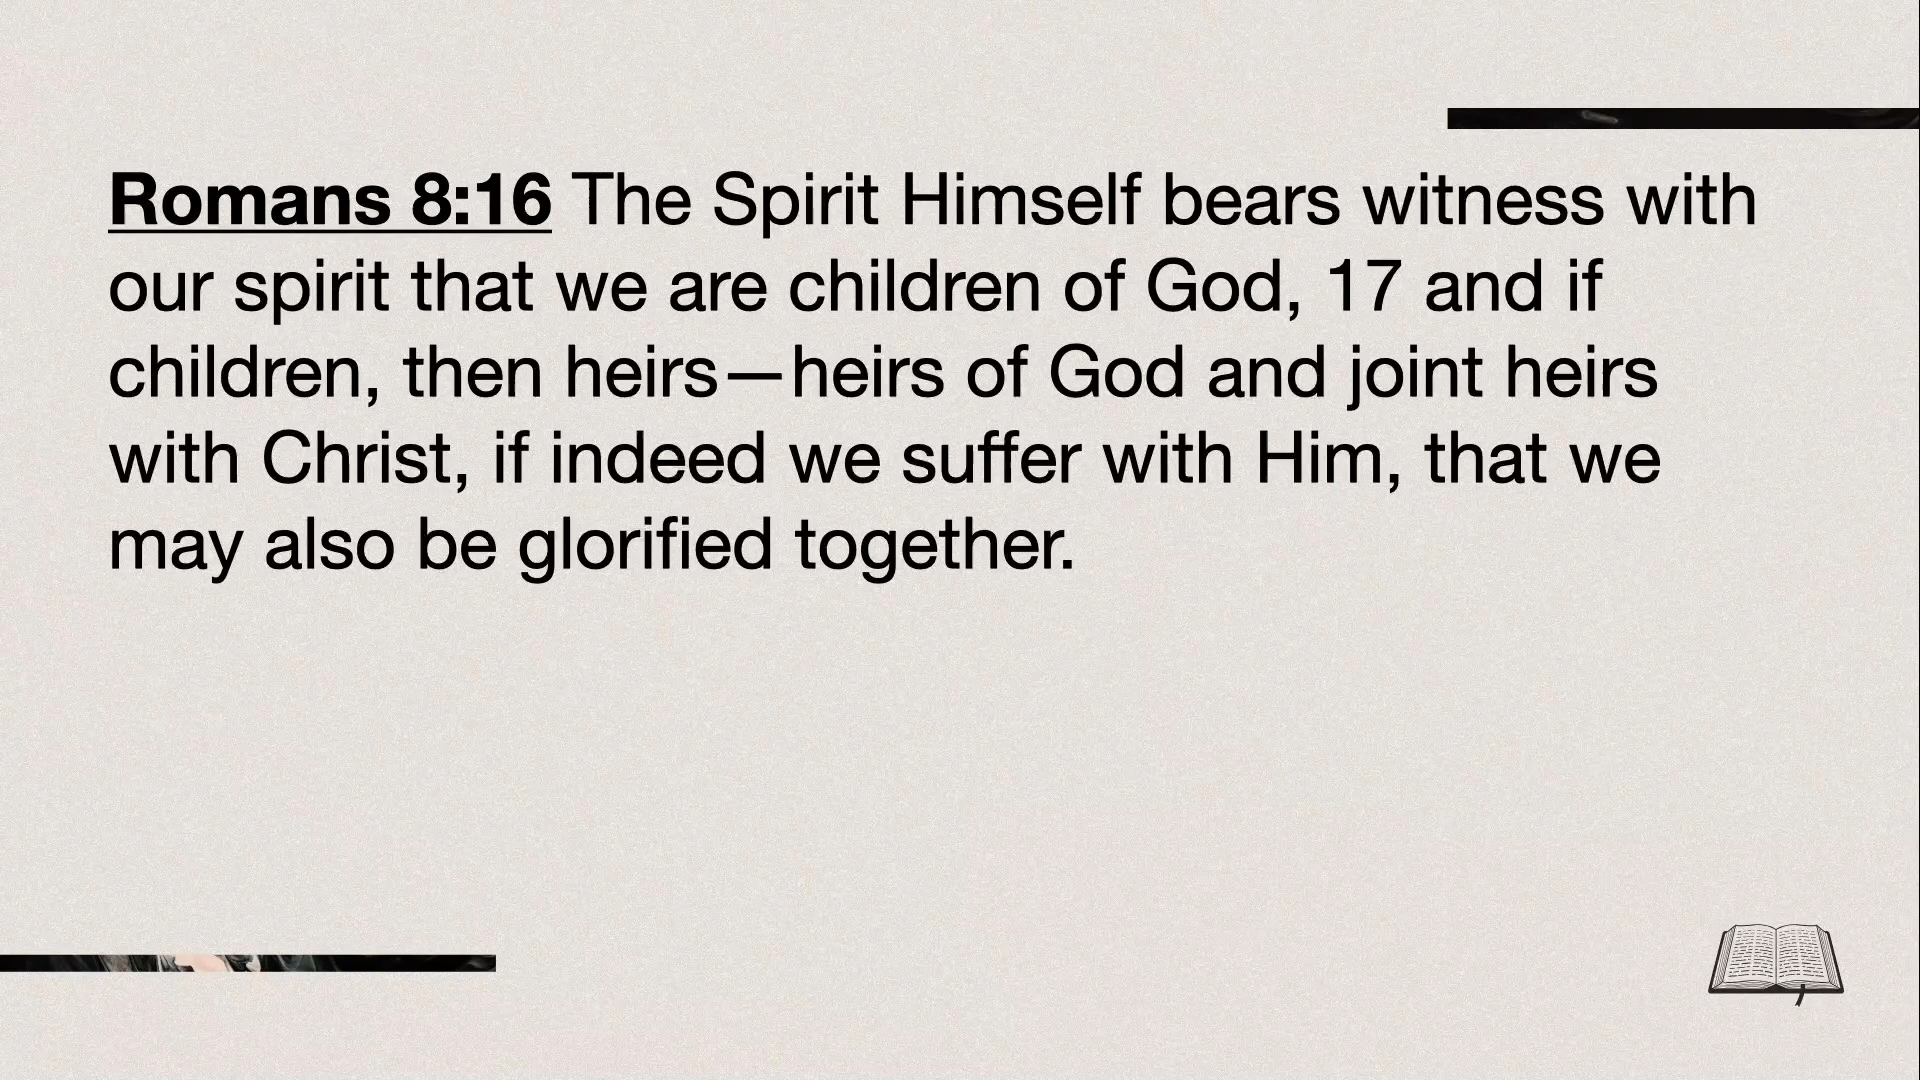 Romans 8:16 The Spirit Himself bears witness with
our spirit that we are children of God, 17 and if
children, then heirs—heirs of God and joint heirs
with Christ, if indeed we suffer with Him, that we
may also be glorified together.